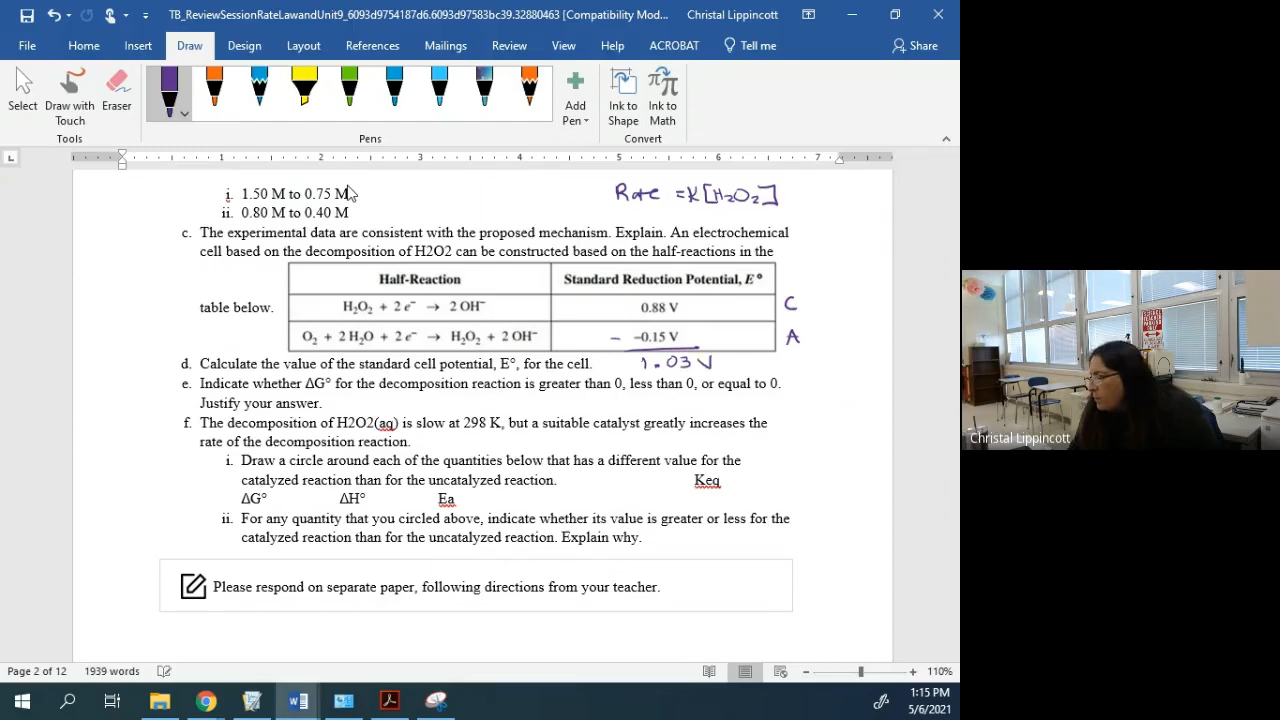 TB_ReviewSessionRateLawandUnit9_6093d9754187d6.6093d97583bc39.32880463 [Compatibility Mod... Christal Lippincott
File Home Insert Draw Design Layout References Mailings Review View Help ACROBAT Tell me Share
Select Draw with Touch Eraser Add Pen Ink to Shape Ink to Math
Tools Pens Convert
1 2 3 4 5 6 7
i. 1.50 M to 0.75 M Rate = K[H₂O₂]
ii. 0.80 M to 0.40 M
c. The experimental data are consistent with the proposed mechanism. Explain. An electrochemical
cell based on the decomposition of H2O2 can be constructed based on the half-reactions in the
Half-Reaction Standard Reduction Potential, E°
table below. H₂O₂ + 2 e⁻ → 2 OH⁻ 0.88 V C
O₂ + 2 H₂O + 2 e⁻ → H₂O₂ + 2 OH⁻ − −0.15 V A
d. Calculate the value of the standard cell potential, E°, for the cell. 1.03 V
e. Indicate whether ΔG° for the decomposition reaction is greater than 0, less than 0, or equal to 0.
Justify your answer.
f. The decomposition of H2O2(aq) is slow at 298 K, but a suitable catalyst greatly increases the
rate of the decomposition reaction.
i. Draw a circle around each of the quantities below that has a different value for the
catalyzed reaction than for the uncatalyzed reaction. Keq
ΔG° ΔH° Ea
ii. For any quantity that you circled above, indicate whether its value is greater or less for the
catalyzed reaction than for the uncatalyzed reaction. Explain why.
Please respond on separate paper, following directions from your teacher.
Page 2 of 12 1939 words 110%
1:15 PM
5/6/2021
Christal Lippincott